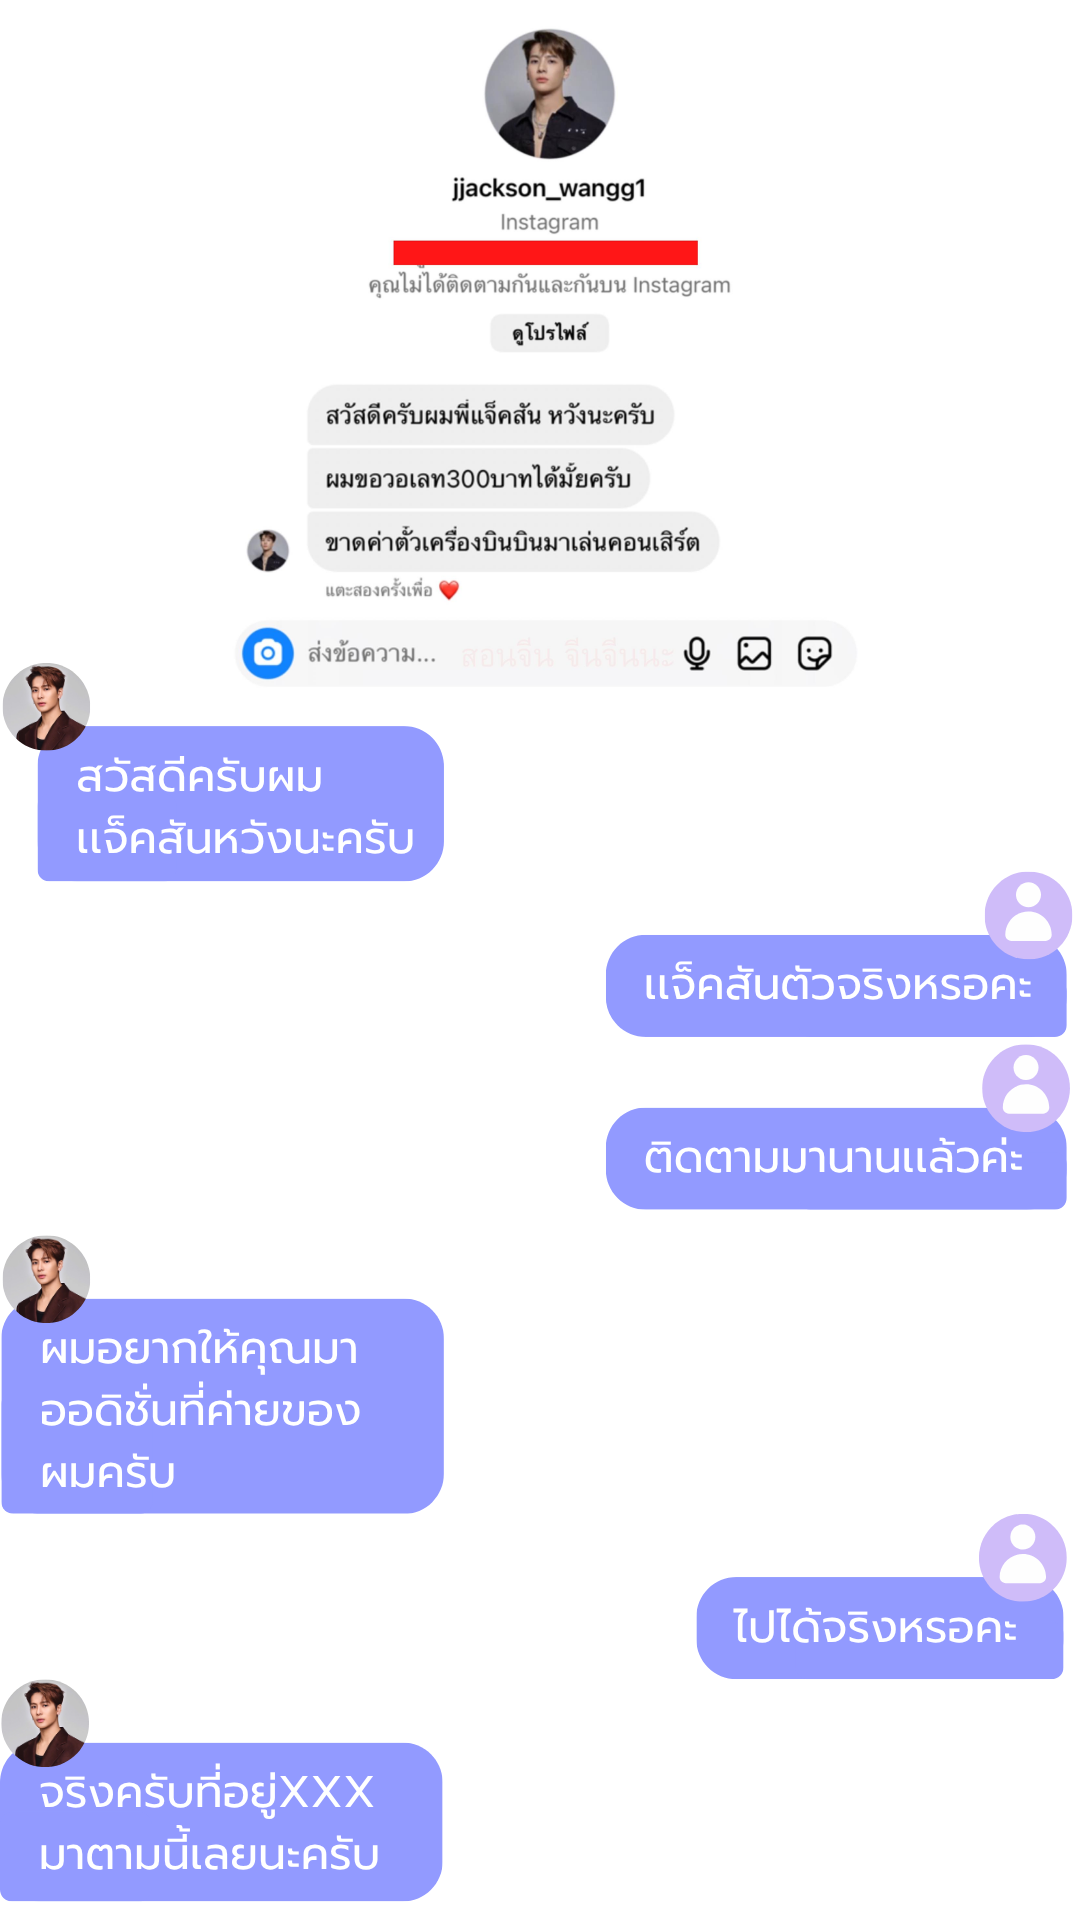 jjackson_wangg1
Instagram
คุณไม่ได้ติดตามกันและกันบน Instagram
ดูโปรไฟล์
สวัสดีครับผมพี่แจ็คสัน หวังนะครับ
ผมขอวอเลท300บาทได้มั้ยครับ
ขาดค่าตั๋วเครื่องบินบินมาเล่นคอนเสิร์ต
แตะสองครั้งเพื่อ ❤️
ส่งข้อความ... สอนจีน จีนจีนนะ
สวัสดีครับผม
แจ็คสันหวังนะครับ
แจ็คสันตัวจริงหรอคะ
ติดตามมานานแล้วค่ะ
ผมอยากให้คุณมา
ออดิชั่นที่ค่ายของ
ผมครับ
ไปได้จริงหรอคะ
จริงครับที่อยู่XXX
มาตามนี้เลยนะครับ